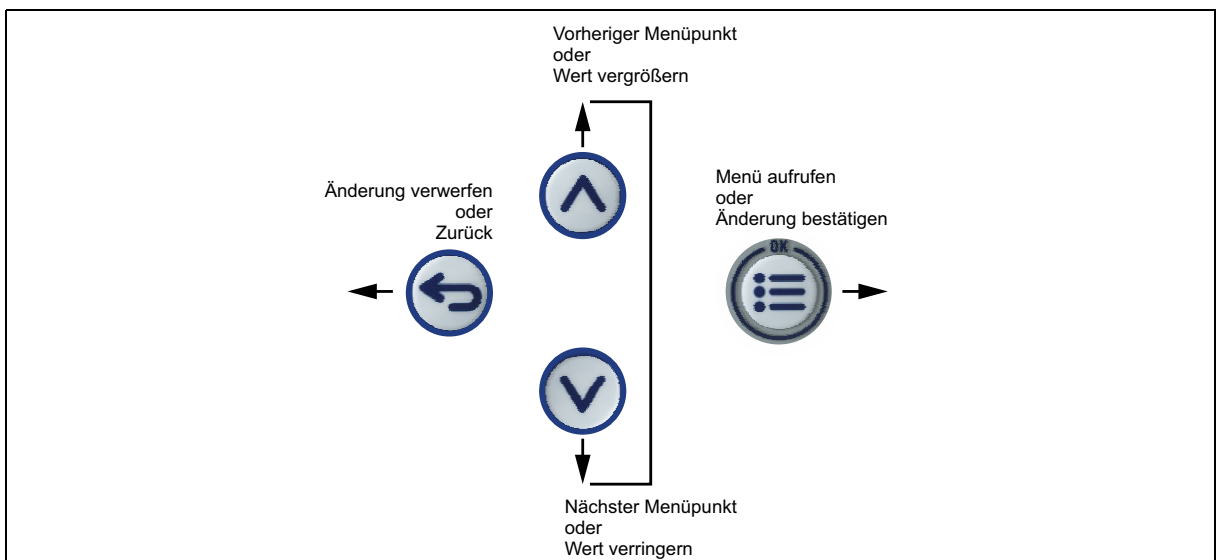 Vorheriger Menüpunkt
oder
Wert vergrößern
Änderung verwerfen
oder
Zurück
Menü aufrufen
oder
Änderung bestätigen
OK
Nächster Menüpunkt
oder
Wert verringern